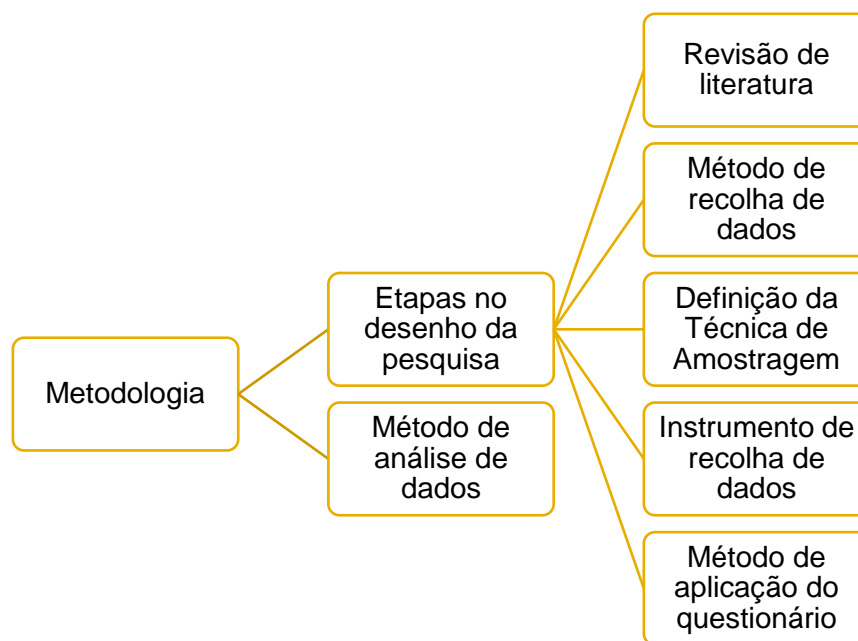 Metodologia
Etapas no
desenho da
pesquisa
Método de
análise de
dados
Revisão de
literatura
Método de
recolha de
dados
Definição da
Técnica de
Amostragem
Instrumento de
recolha de
dados
Método de
aplicação do
questionário